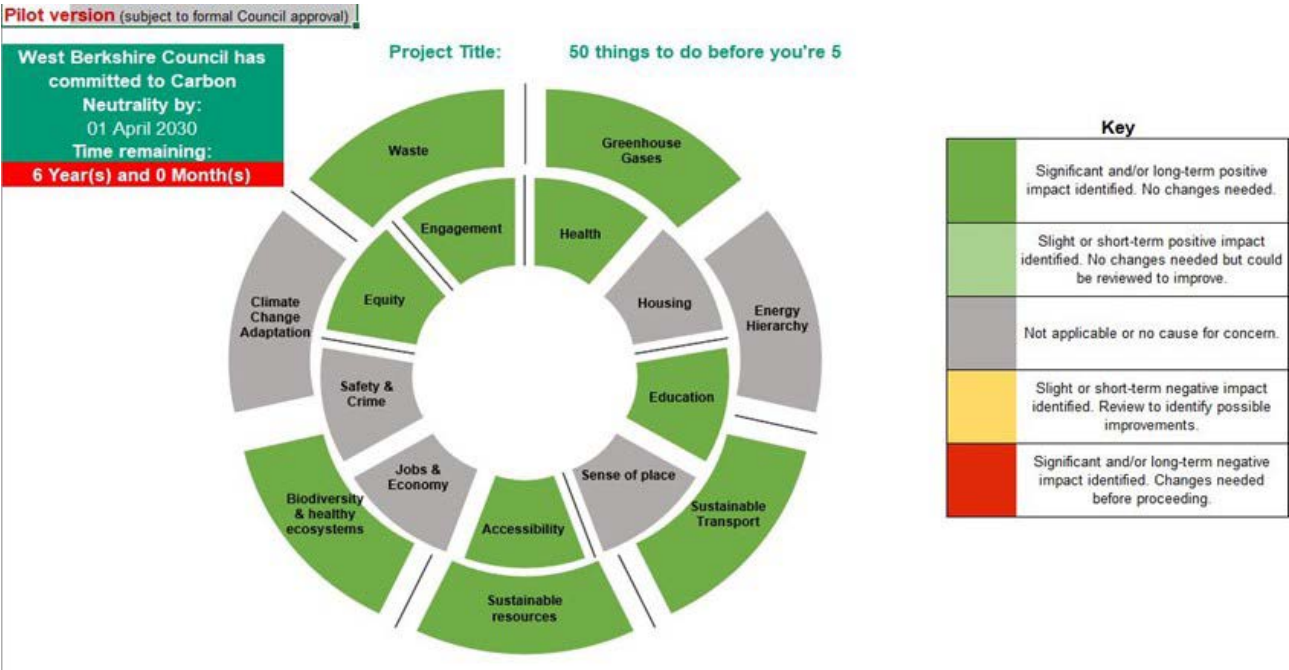 Pilot version (subject to formal Council approval)
West Berkshire Council has
committed to Carbon
Neutrality by:
01 April 2030
Time remaining:
6 Year(s) and 0 Month(s)
Project Title: 50 things to do before you're 5
Waste
Greenhouse
Gases
Engagement
Health
Climate
Change
Adaptation
Equity
Housing
Energy
Hierarchy
Safety &
Crime
Education
Biodiversity
& healthy
ecosystems
Jobs &
Economy
Accessibility
Sense of place
Sustainable
Transport
Sustainable
resources
Key
Significant and/or long-term positive
impact identified. No changes needed.
Slight or short-term positive impact
identified. No changes needed but could
be reviewed to improve.
Not applicable or no cause for concern.
Slight or short-term negative impact
identified. Review to identify possible
improvements.
Significant and/or long-term negative
impact identified. Changes needed
before proceeding.